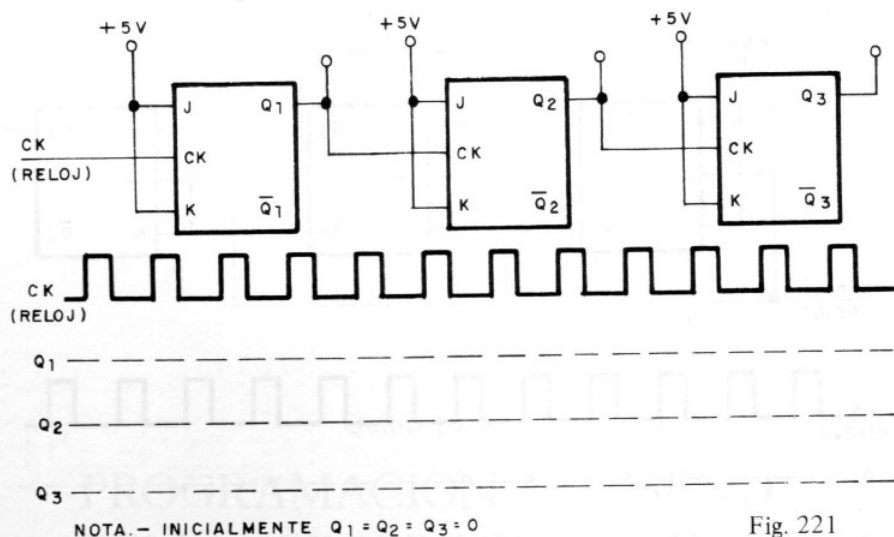 +5V
+5V
+5V
J
Q1
CK
(RELOJ)
CK
K
Q̅1
J
Q2
CK
K
Q̅2
J
Q3
CK
K
Q̅3
CK
(RELOJ)
Q1
Q2
Q3
NOTA.- INICIALMENTE Q1 = Q2 = Q3 = 0
Fig. 221
PROGRAMACION